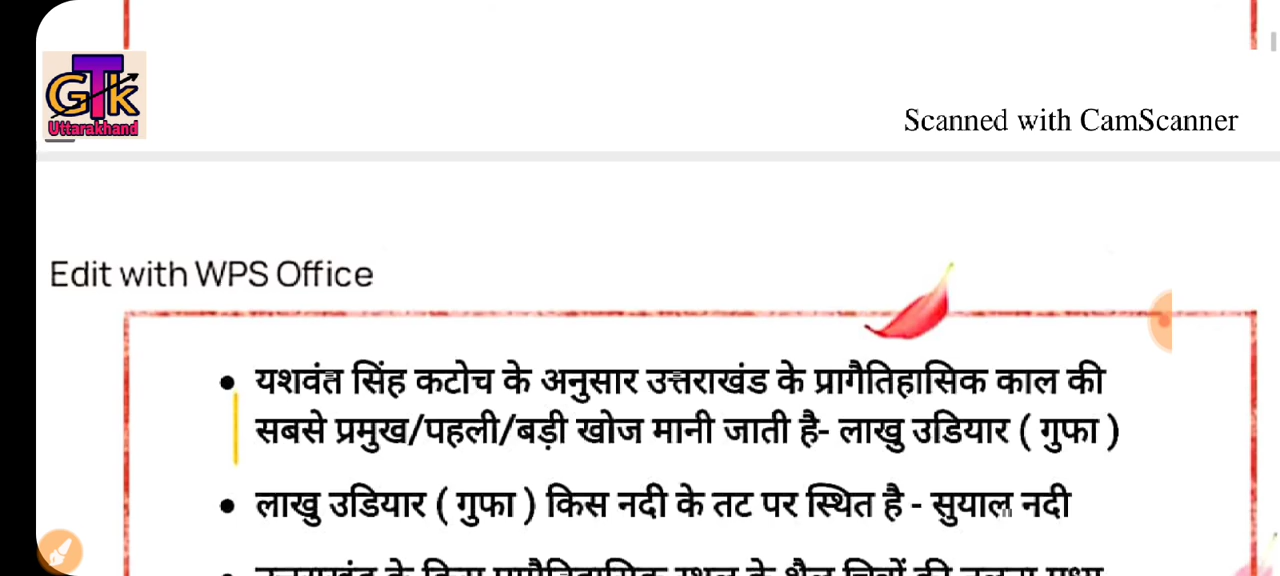 GTK
Uttarakhand
Scanned with CamScanner
Edit with WPS Office
• यशवंत सिंह कटोच के अनुसार उत्तराखंड के प्रागैतिहासिक काल की
सबसे प्रमुख/पहली/बड़ी खोज मानी जाती है- लाखु उडियार ( गुफा )
• लाखु उडियार ( गुफा ) किस नदी के तट पर स्थित है - सुयाल नदी